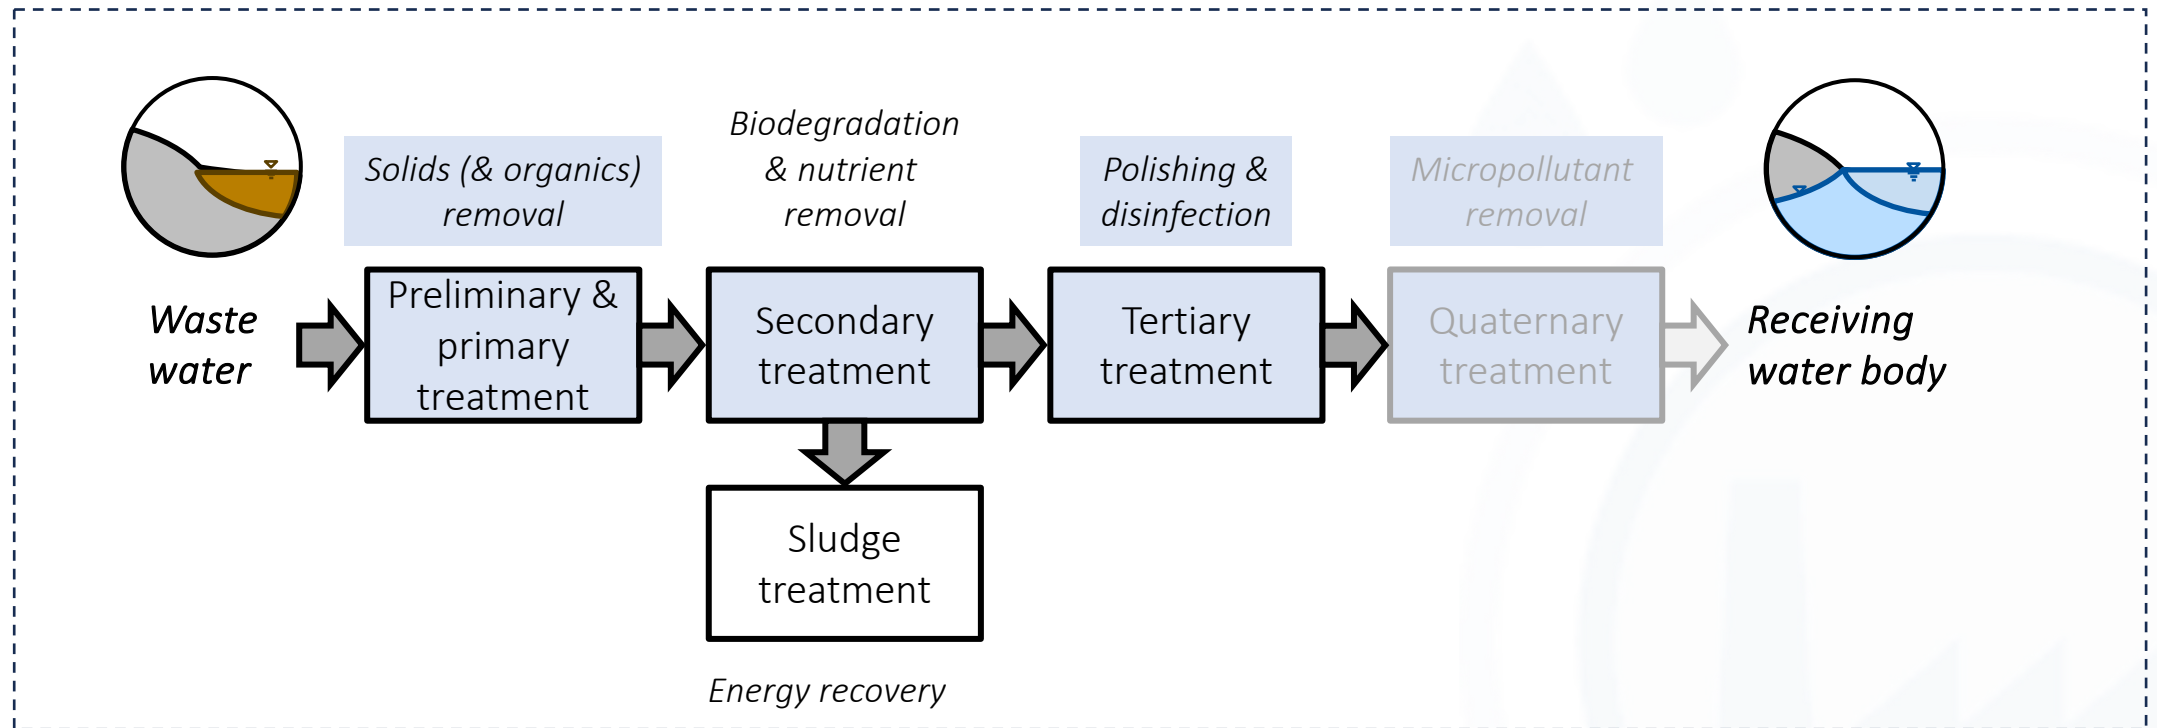 Waste
water
Solids (& organics)
removal
Preliminary &
primary
treatment
Biodegradation
& nutrient
removal
Secondary
treatment
Sludge
treatment
Energy recovery
Polishing &
disinfection
Tertiary
treatment
Micropollutant
removal
Quaternary
treatment
Receiving
water body